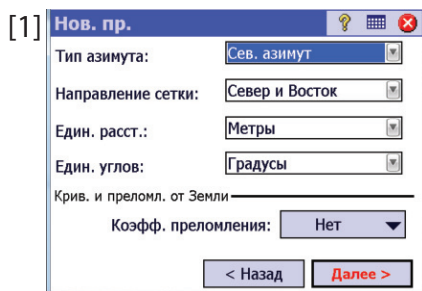 [1] Нов. пр. ?
Тип азимута: Сев. азимут
Направление сетки: Север и Восток
Един. расст.: Метры
Един. углов: Градусы
Крив. и преломл. от Земли
Коэфф. преломления: Нет
< Назад Далее >